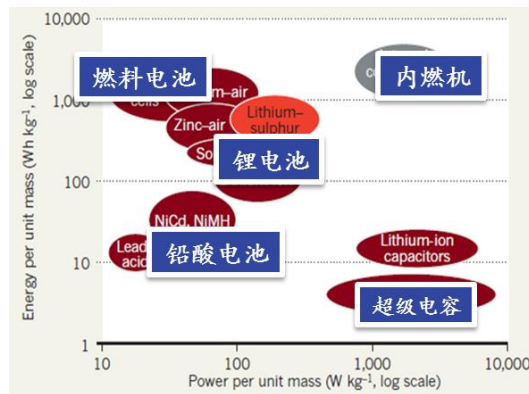 10,000
燃料电池
内燃机
1,000
cells
m-air
Lithium–
sulphur
Zinc–air
So
锂电池
100
NiCd, NiMH
Lead
acid
铅酸电池
Lithium-ion
capacitors
10
超级电容
1
10
100
1,000
10,000
Energy per unit mass (Wh kg⁻¹, log scale)
Power per unit mass (W kg⁻¹, log scale)